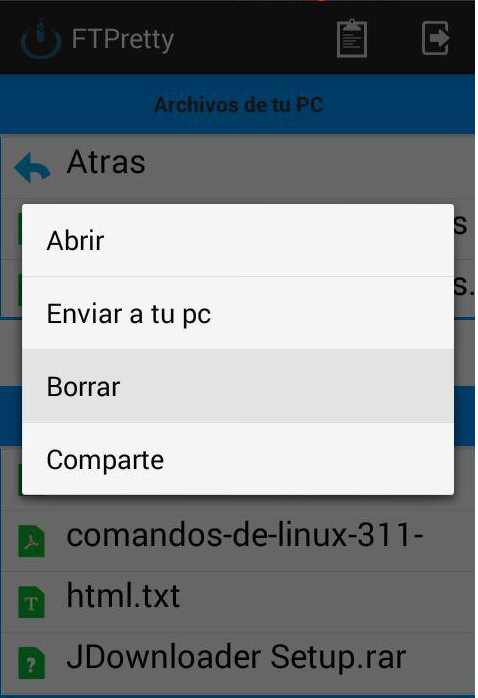 FTPretty
Archivos de tu PC
Atras
s
s.
Abrir
Enviar a tu pc
Borrar
Comparte
comandos-de-linux-311-
html.txt
JDownloader Setup.rar